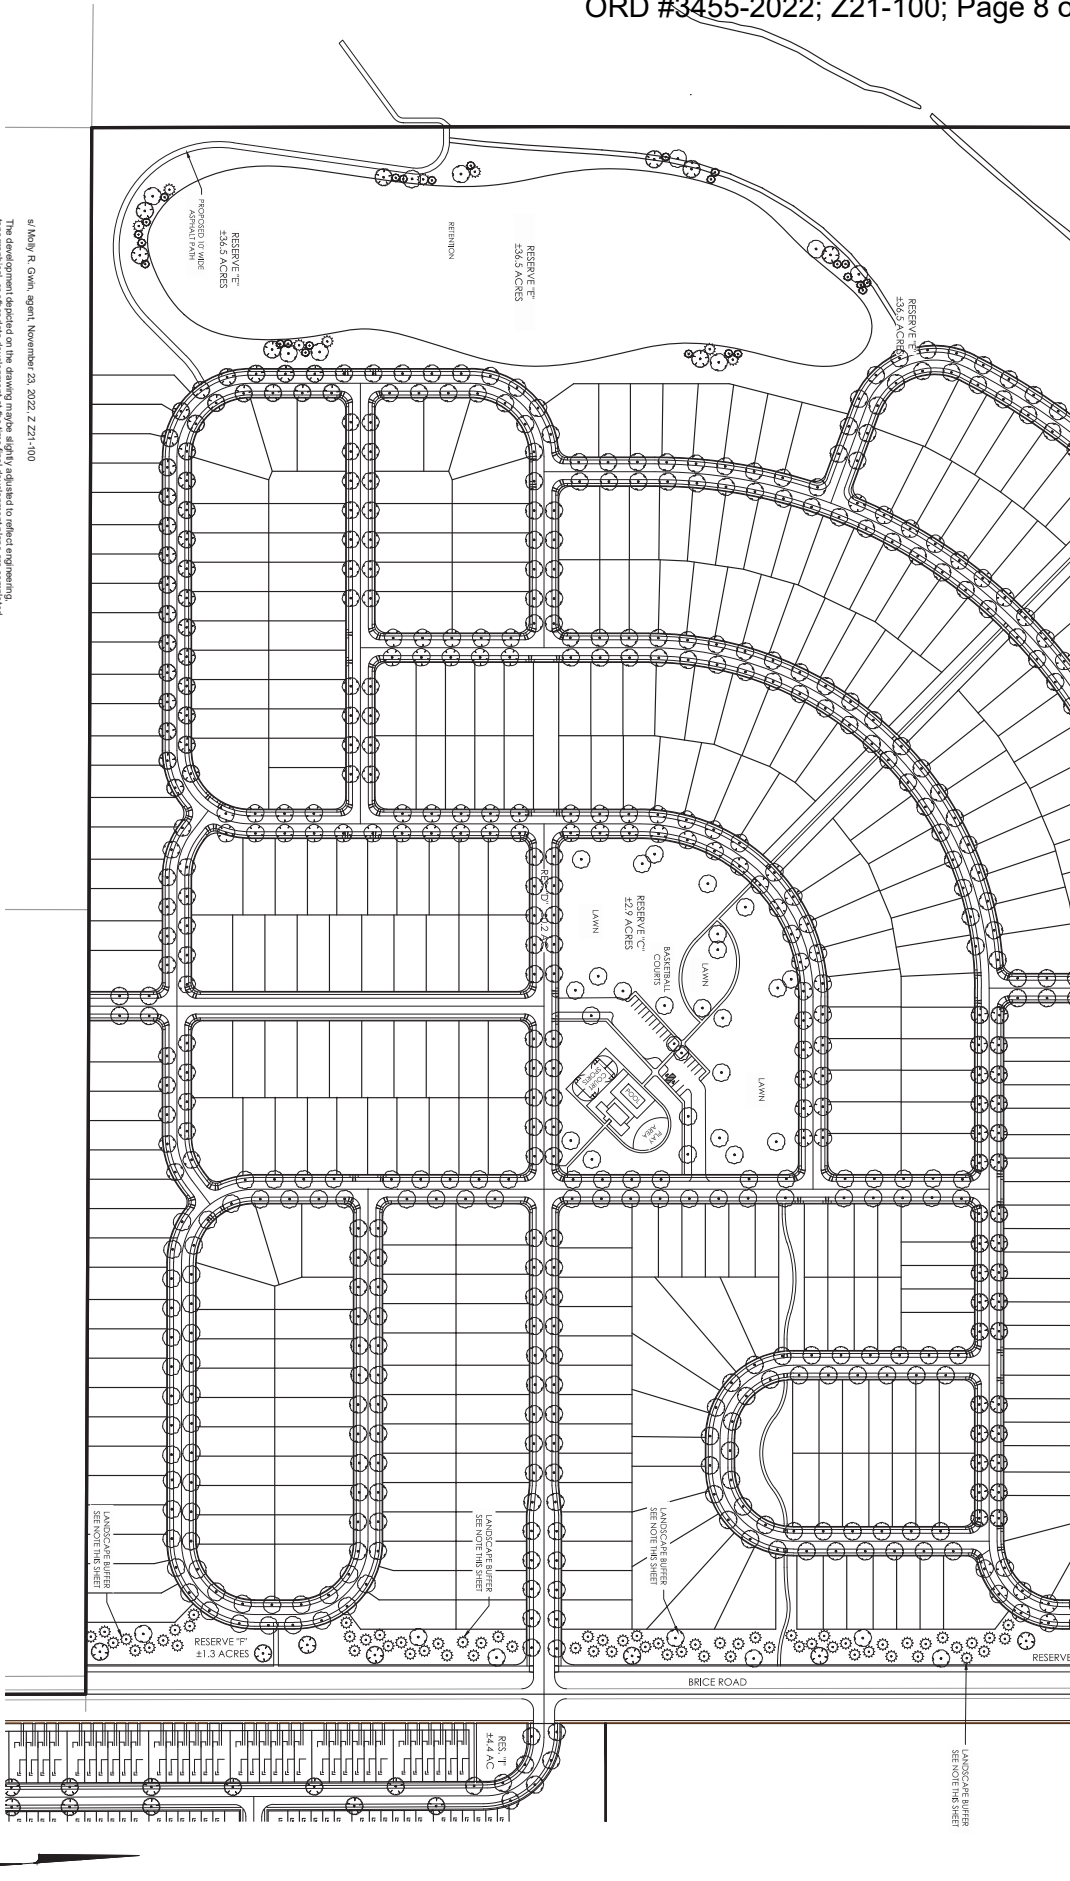 ORD #3455-2022; Z21-100; Page 8 o
s/ Molly R. Gwin, agent, November 23, 2022, Z Z21-100
The development depicted on the drawing maybe slightly adjusted to reflect engineering,
PROPOSED 10' WIDE
ASPHALT PATH
RESERVE "E"
±36.5 ACRES
RETENTION
RESERVE "E"
±36.5 ACRES
RESERVE "E"
±36.5 ACRES
LAWN
RESERVE "C"
±2.9 ACRES
BASKETBALL
COURTS
LAWN
LAWN
SPORTS
COURT
POOL
PLAY
AREA
LANDSCAPE BUFFER
SEE NOTE THIS SHEET
LANDSCAPE BUFFER
SEE NOTE THIS SHEET
LANDSCAPE BUFFER
SEE NOTE THIS SHEET
RESERVE "F"
±1.3 ACRES
RESERVE
BRICE ROAD
RES. "I"
±4.4 AC
LANDSCAPE BUFFER
SEE NOTE THIS SHEET